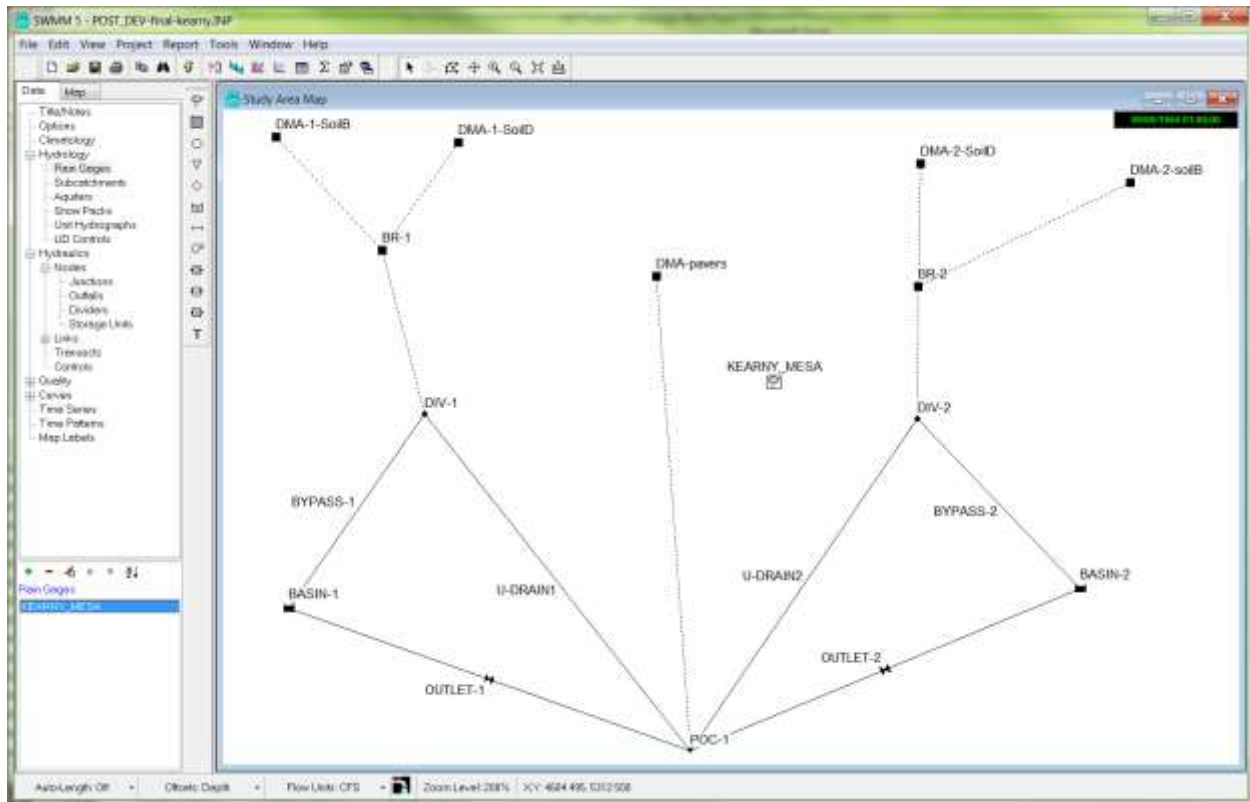 SWMM 5 - POST_DEV-final-kearny.INP
File Edit View Project Report Tools Window Help
Data Map
Title/Notes
Options
Climatology
Hydrology
Rain Gages
Subcatchments
Aquifers
Snow Packs
Unit Hydrographs
LID Controls
Hydraulics
Nodes
Junctions
Outfalls
Dividers
Storage Units
Links
Transects
Controls
Quality
Curves
Time Series
Time Patterns
Map Labels
Rain Gages
KEARNY_MESA
Study Area Map
DMA-1-SoilB
DMA-1-SoilD
DMA-2-SoilD
DMA-2-soilB
BR-1
DMA-pavers
BR-2
KEARNY_MESA
DIV-1
DIV-2
BYPASS-1
BYPASS-2
U-DRAIN1
U-DRAIN2
BASIN-1
BASIN-2
OUTLET-1
OUTLET-2
POC-1
Auto-Length: Off Offsets: Depth Flow Units: CFS Zoom Level: 200% X,Y: